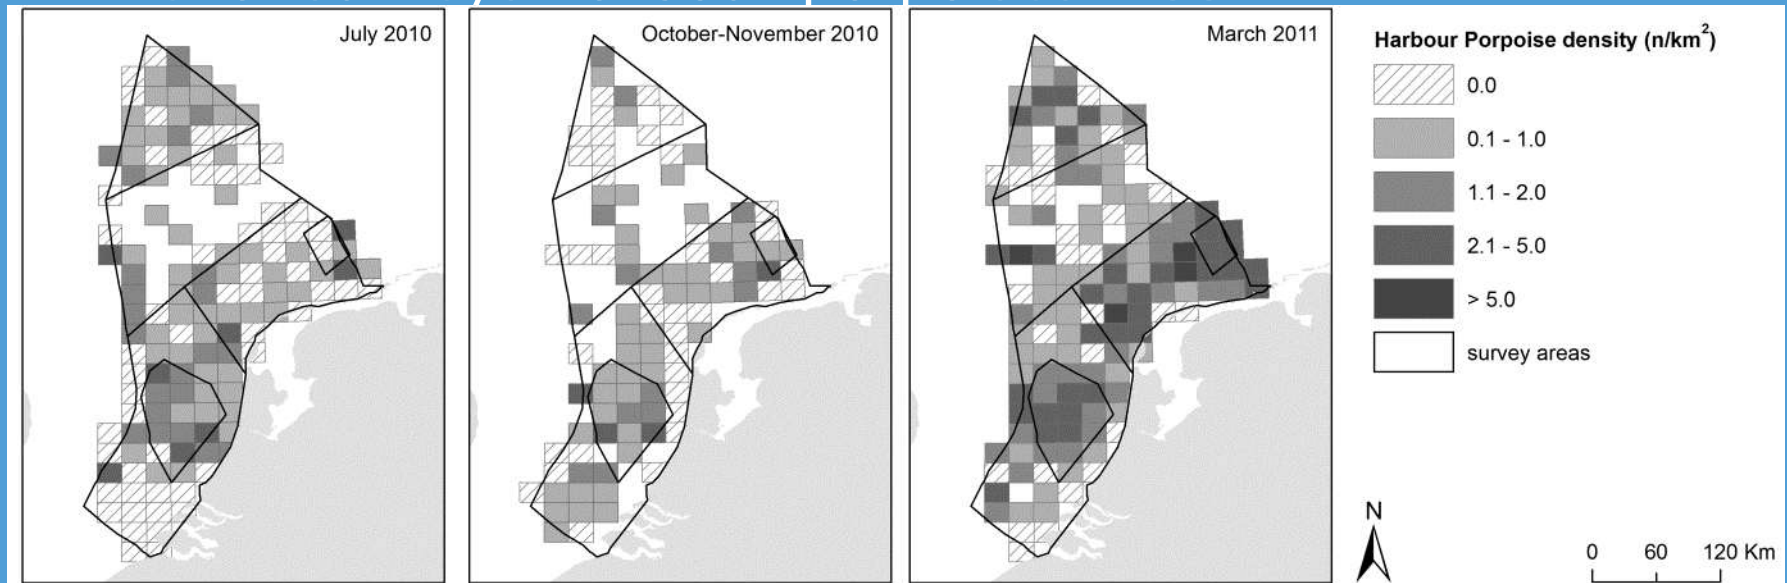 July 2010
October-November 2010
March 2011
Harbour Porpoise density (n/km²)
0.0
0.1 - 1.0
1.1 - 2.0
2.1 - 5.0
> 5.0
survey areas
N
0 60 120 Km